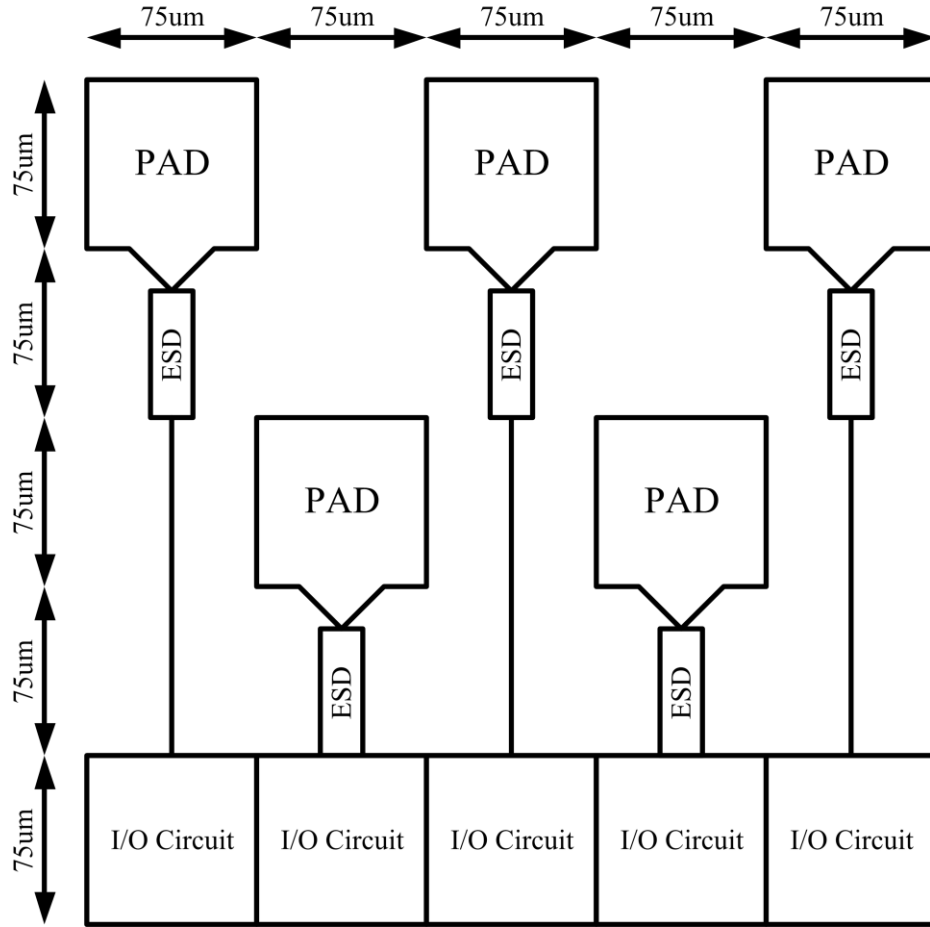 75um 75um 75um 75um 75um
75um
PAD PAD PAD
75um
ESD ESD ESD
75um
PAD PAD
75um
ESD ESD
75um
I/O Circuit I/O Circuit I/O Circuit I/O Circuit I/O Circuit